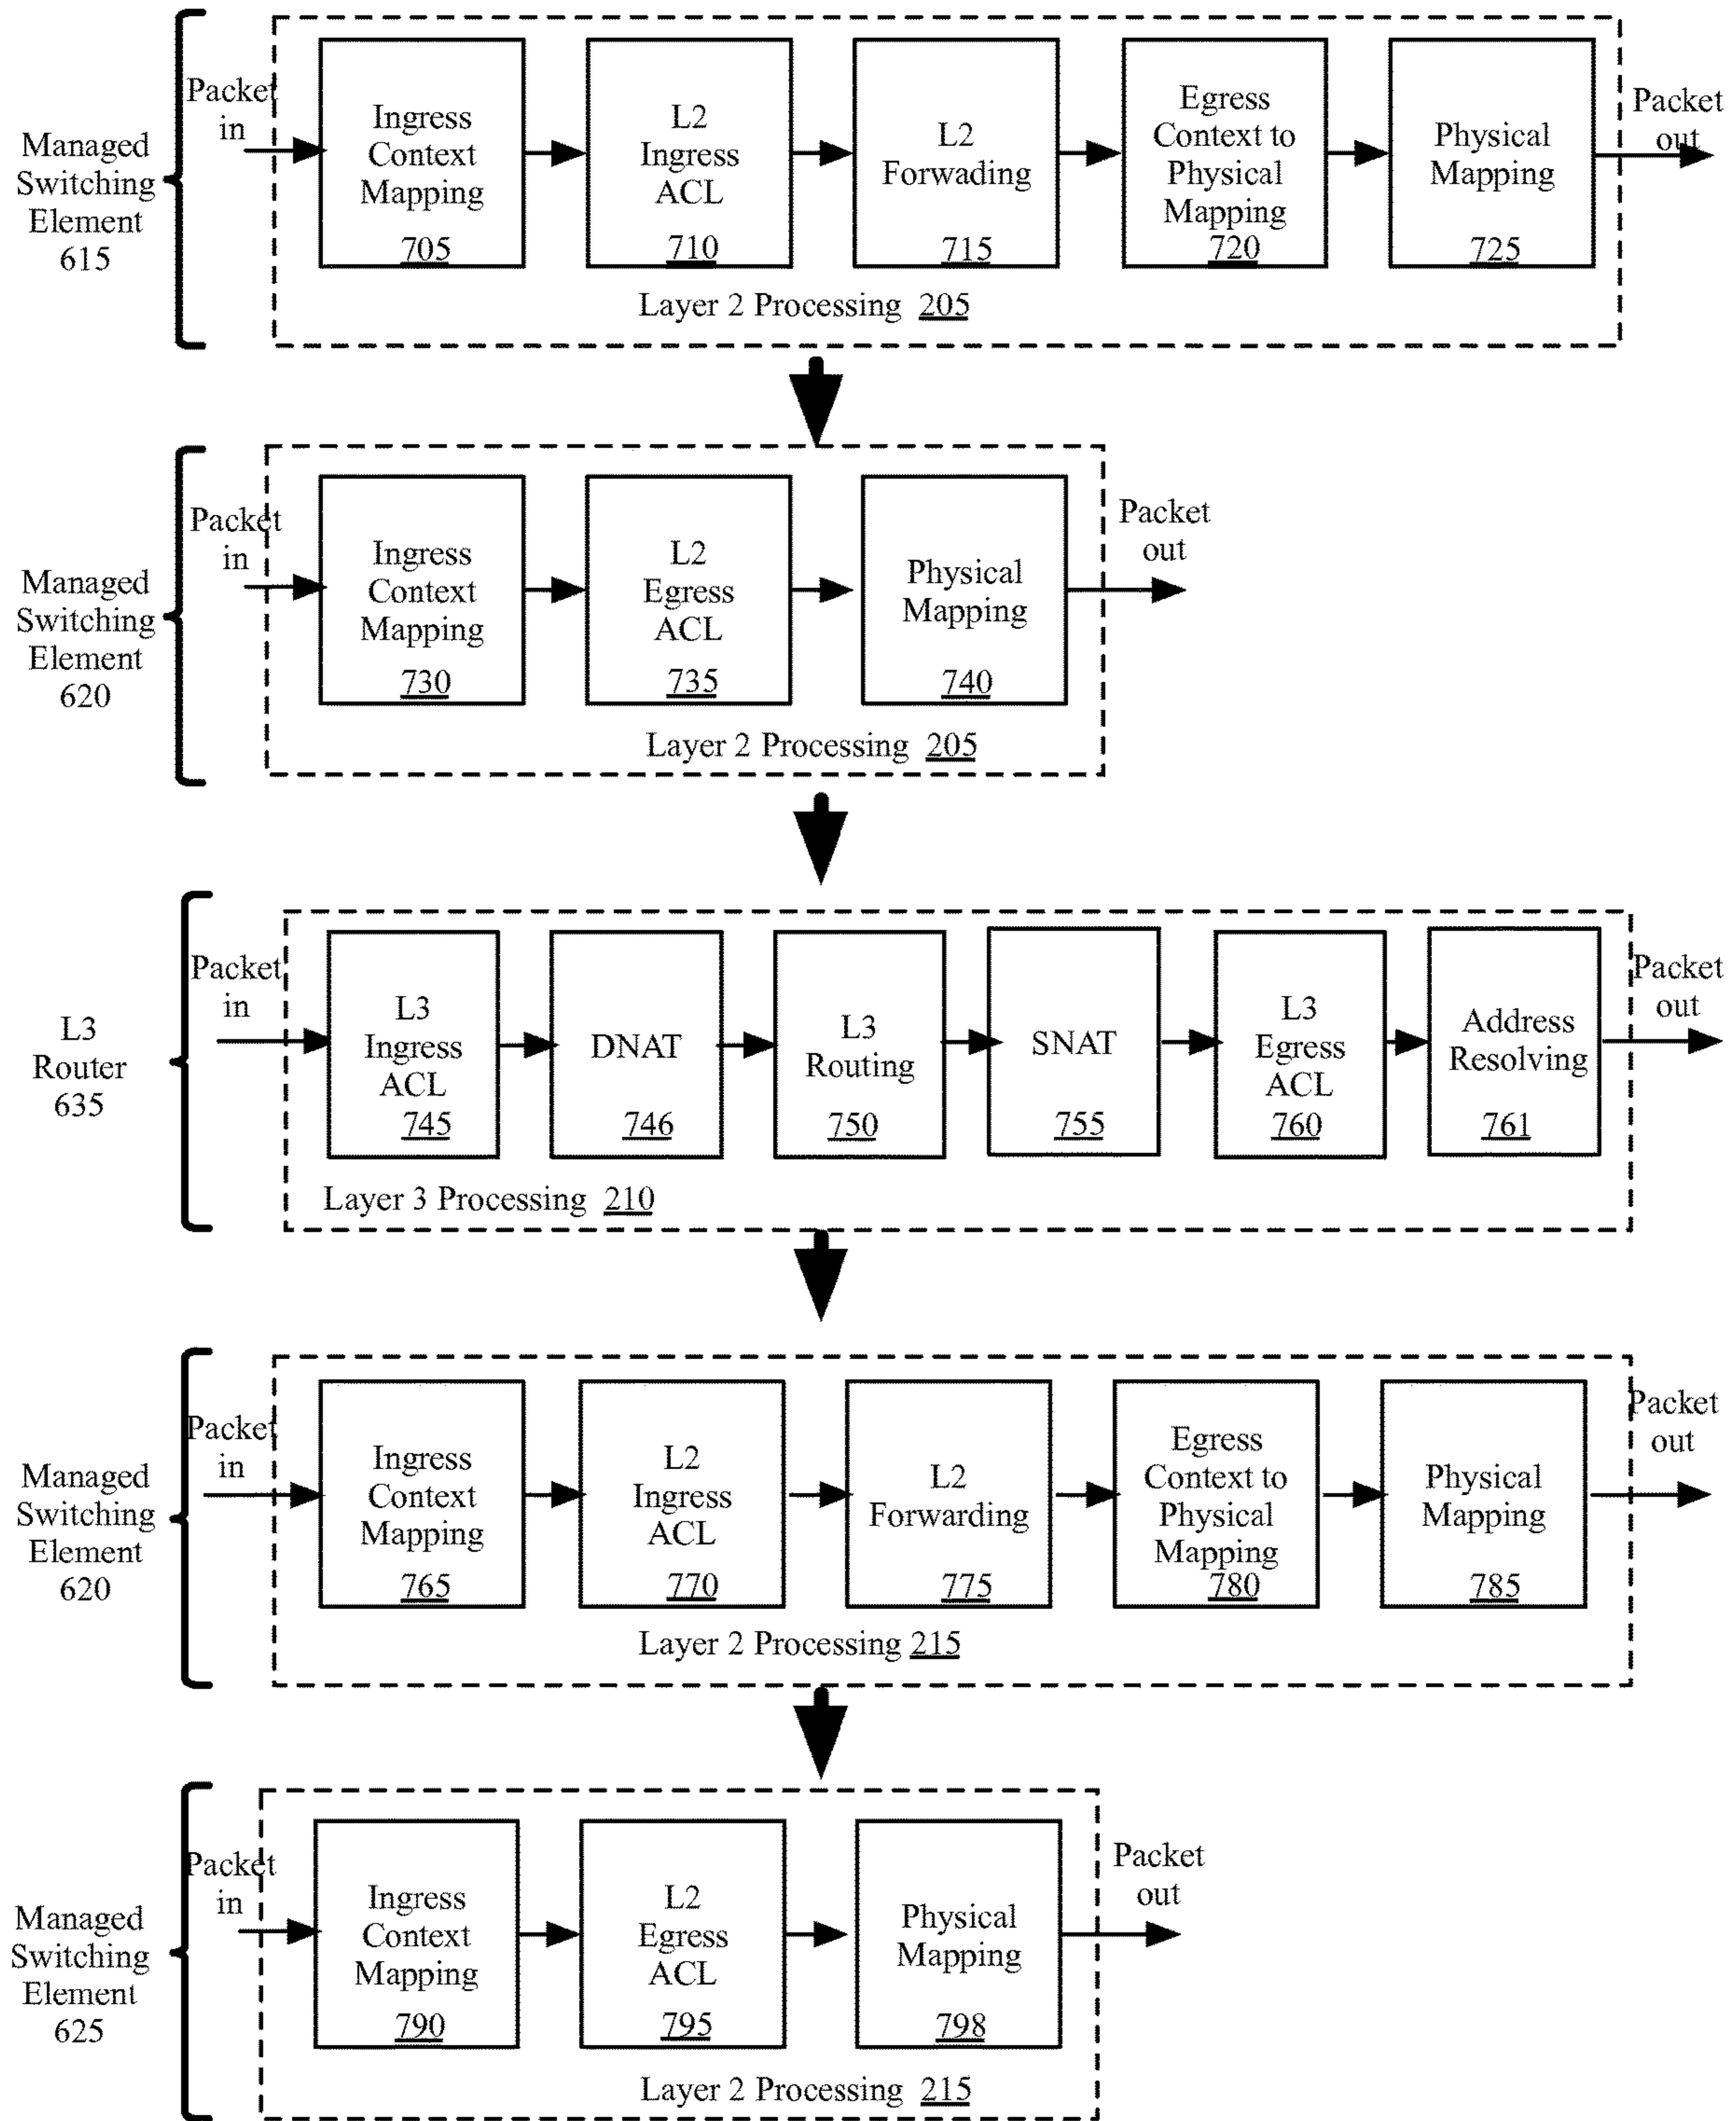 Managed
Switching
Element
615
Packet
in
Ingress
Context
Mapping
705
L2
Ingress
ACL
710
L2
Forwading
715
Egress
Context to
Physical
Mapping
720
Physical
Mapping
725
Packet
out
Layer 2 Processing 205
Managed
Switching
Element
620
Packet
in
Ingress
Context
Mapping
730
L2
Egress
ACL
735
Physical
Mapping
740
Packet
out
Layer 2 Processing 205
L3
Router
635
Packet
in
L3
Ingress
ACL
745
DNAT
746
L3
Routing
750
SNAT
755
L3
Egress
ACL
760
Address
Resolving
761
Packet
out
Layer 3 Processing 210
Managed
Switching
Element
620
Packet
in
Ingress
Context
Mapping
765
L2
Ingress
ACL
770
L2
Forwarding
775
Egress
Context to
Physical
Mapping
780
Physical
Mapping
785
Packet
out
Layer 2 Processing 215
Managed
Switching
Element
625
Packet
in
Ingress
Context
Mapping
790
L2
Egress
ACL
795
Physical
Mapping
798
Packet
out
Layer 2 Processing 215